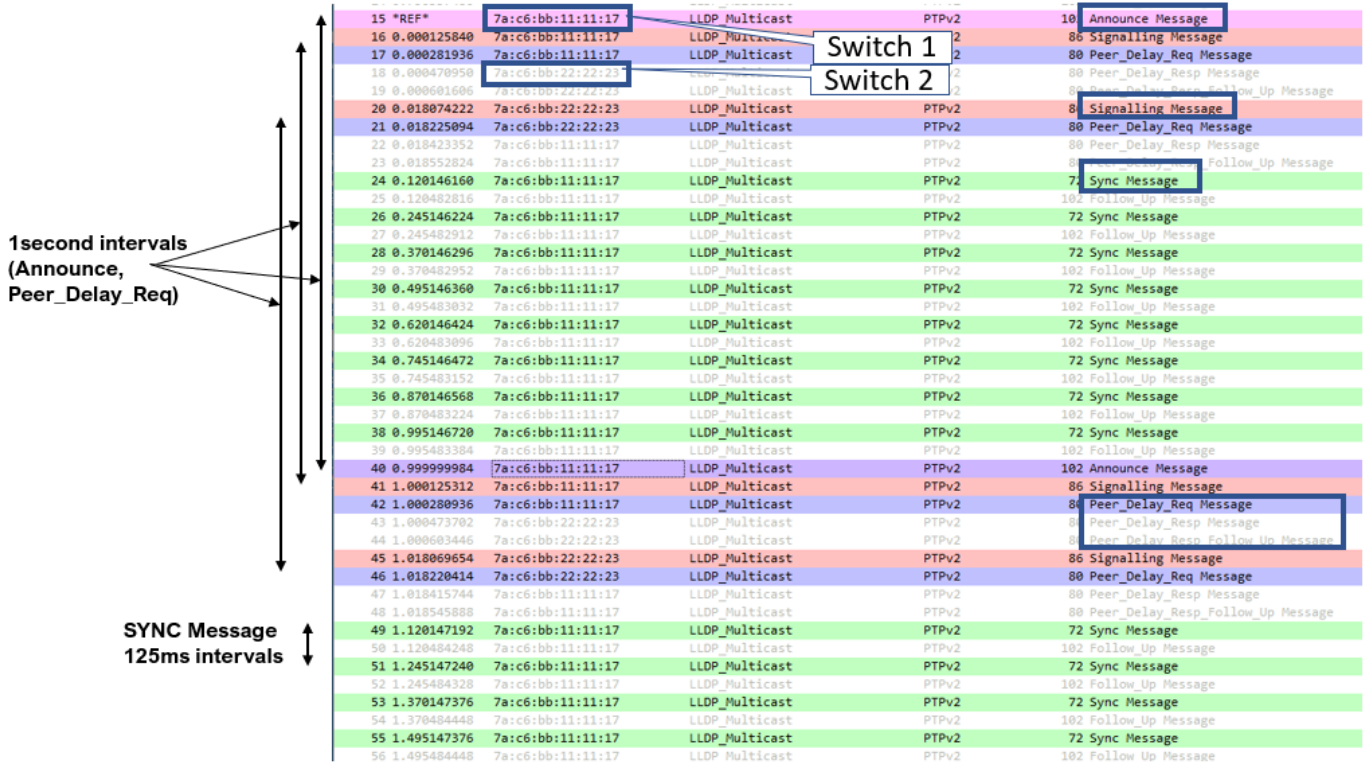 15 *REF* 7a:c6:bb:11:11:17 LLDP_Multicast PTPv2 102 Announce Message
16 0.000125840 7a:c6:bb:11:11:17 LLDP_Multicast 86 Signalling Message
17 0.000281936 7a:c6:bb:11:11:17 LLDP_Multicast 80 Peer_Delay_Req Message
Switch 1
18 0.000470950 7a:c6:bb:22:22:23 80 Peer_Delay_Resp Message
Switch 2
19 0.000601606 7a:c6:bb:22:22:23 LLDP_Multicast 80 Peer_Delay_Resp_Follow_Up Message
20 0.018074222 7a:c6:bb:22:22:23 LLDP_Multicast PTPv2 86 Signalling Message
21 0.018225094 7a:c6:bb:22:22:23 LLDP_Multicast PTPv2 80 Peer_Delay_Req Message
22 0.018423352 7a:c6:bb:11:11:17 LLDP_Multicast PTPv2 80 Peer_Delay_Resp Message
23 0.018552824 7a:c6:bb:11:11:17 LLDP_Multicast PTPv2 80 Peer_Delay_Resp_Follow_Up Message
24 0.120146160 7a:c6:bb:11:11:17 LLDP_Multicast PTPv2 72 Sync Message
25 0.120482816 7a:c6:bb:11:11:17 LLDP_Multicast PTPv2 102 Follow_Up Message
26 0.245146224 7a:c6:bb:11:11:17 LLDP_Multicast PTPv2 72 Sync Message
27 0.245482912 7a:c6:bb:11:11:17 LLDP_Multicast PTPv2 102 Follow_Up Message
28 0.370146296 7a:c6:bb:11:11:17 LLDP_Multicast PTPv2 72 Sync Message
29 0.370482952 7a:c6:bb:11:11:17 LLDP_Multicast PTPv2 102 Follow_Up Message
30 0.495146360 7a:c6:bb:11:11:17 LLDP_Multicast PTPv2 72 Sync Message
31 0.495483032 7a:c6:bb:11:11:17 LLDP_Multicast PTPv2 102 Follow_Up Message
32 0.620146424 7a:c6:bb:11:11:17 LLDP_Multicast PTPv2 72 Sync Message
33 0.620483096 7a:c6:bb:11:11:17 LLDP_Multicast PTPv2 102 Follow_Up Message
34 0.745146472 7a:c6:bb:11:11:17 LLDP_Multicast PTPv2 72 Sync Message
35 0.745483152 7a:c6:bb:11:11:17 LLDP_Multicast PTPv2 102 Follow_Up Message
36 0.870146568 7a:c6:bb:11:11:17 LLDP_Multicast PTPv2 72 Sync Message
37 0.870483224 7a:c6:bb:11:11:17 LLDP_Multicast PTPv2 102 Follow_Up Message
38 0.995146720 7a:c6:bb:11:11:17 LLDP_Multicast PTPv2 72 Sync Message
39 0.995483384 7a:c6:bb:11:11:17 LLDP_Multicast PTPv2 102 Follow_Up Message
40 0.999999984 7a:c6:bb:11:11:17 LLDP_Multicast PTPv2 102 Announce Message
41 1.000125312 7a:c6:bb:11:11:17 LLDP_Multicast PTPv2 86 Signalling Message
42 1.000280936 7a:c6:bb:11:11:17 LLDP_Multicast PTPv2 80 Peer_Delay_Req Message
43 1.000473702 7a:c6:bb:22:22:23 LLDP_Multicast PTPv2 80 Peer_Delay_Resp Message
44 1.000603446 7a:c6:bb:22:22:23 LLDP_Multicast PTPv2 80 Peer_Delay_Resp_Follow_Up Message
45 1.018069654 7a:c6:bb:22:22:23 LLDP_Multicast PTPv2 86 Signalling Message
46 1.018220414 7a:c6:bb:22:22:23 LLDP_Multicast PTPv2 80 Peer_Delay_Req Message
47 1.018415744 7a:c6:bb:11:11:17 LLDP_Multicast PTPv2 80 Peer_Delay_Resp Message
48 1.018545888 7a:c6:bb:11:11:17 LLDP_Multicast PTPv2 80 Peer_Delay_Resp_Follow_Up Message
49 1.120147192 7a:c6:bb:11:11:17 LLDP_Multicast PTPv2 72 Sync Message
50 1.120484248 7a:c6:bb:11:11:17 LLDP_Multicast PTPv2 102 Follow_Up Message
51 1.245147240 7a:c6:bb:11:11:17 LLDP_Multicast PTPv2 72 Sync Message
52 1.245484328 7a:c6:bb:11:11:17 LLDP_Multicast PTPv2 102 Follow_Up Message
53 1.370147376 7a:c6:bb:11:11:17 LLDP_Multicast PTPv2 72 Sync Message
54 1.370484448 7a:c6:bb:11:11:17 LLDP_Multicast PTPv2 102 Follow_Up Message
55 1.495147376 7a:c6:bb:11:11:17 LLDP_Multicast PTPv2 72 Sync Message
56 1.495484448 7a:c6:bb:11:11:17 LLDP_Multicast PTPv2 102 Follow_Up Message
1second intervals
(Announce,
Peer_Delay_Req)
SYNC Message
125ms intervals